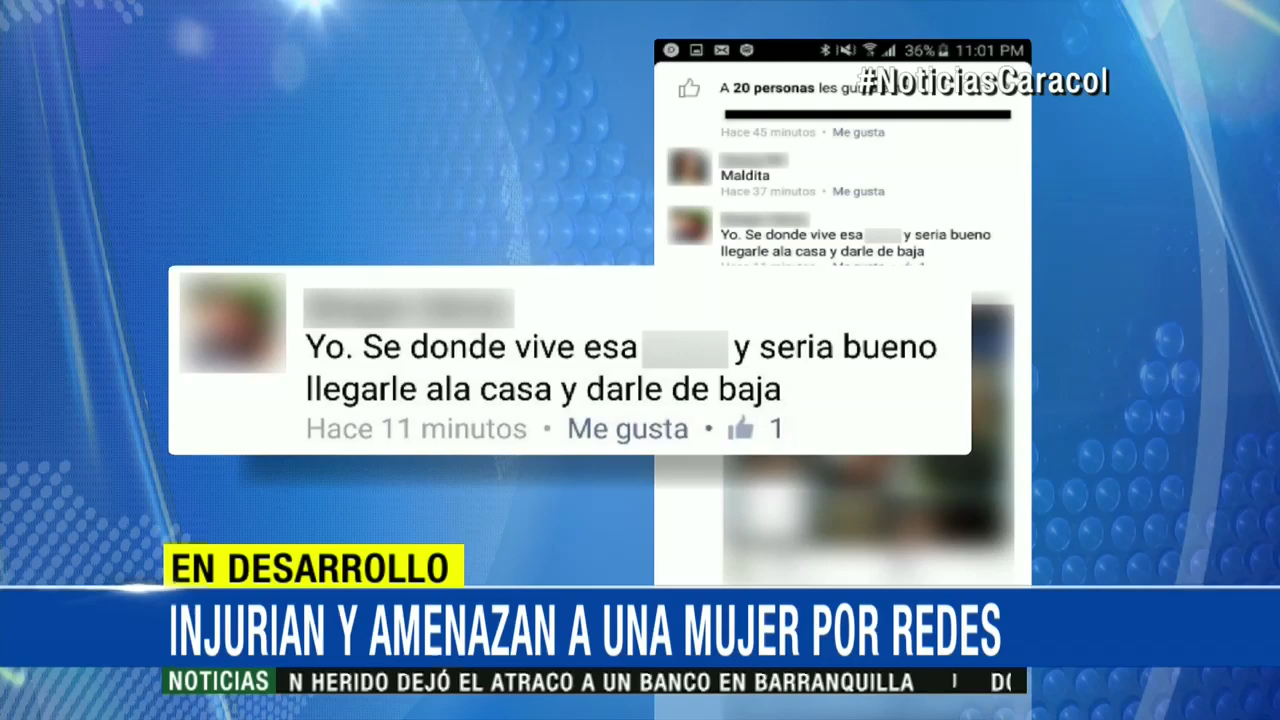 36% 11:01 PM
#NoticiasCaracol
A 20 personas les
Hace 45 minutos • Me gusta
Maldita
Hace 37 minutos • Me gusta
Yo. Se donde vive esa y seria bueno
llegarle ala casa y darle de baja
Yo. Se donde vive esa y seria bueno
llegarle ala casa y darle de baja
Hace 11 minutos • Me gusta • 1
EN DESARROLLO
INJURIAN Y AMENAZAN A UNA MUJER POR REDES
NOTICIAS N HERIDO DEJÓ EL ATRACO A UN BANCO EN BARRANQUILLA